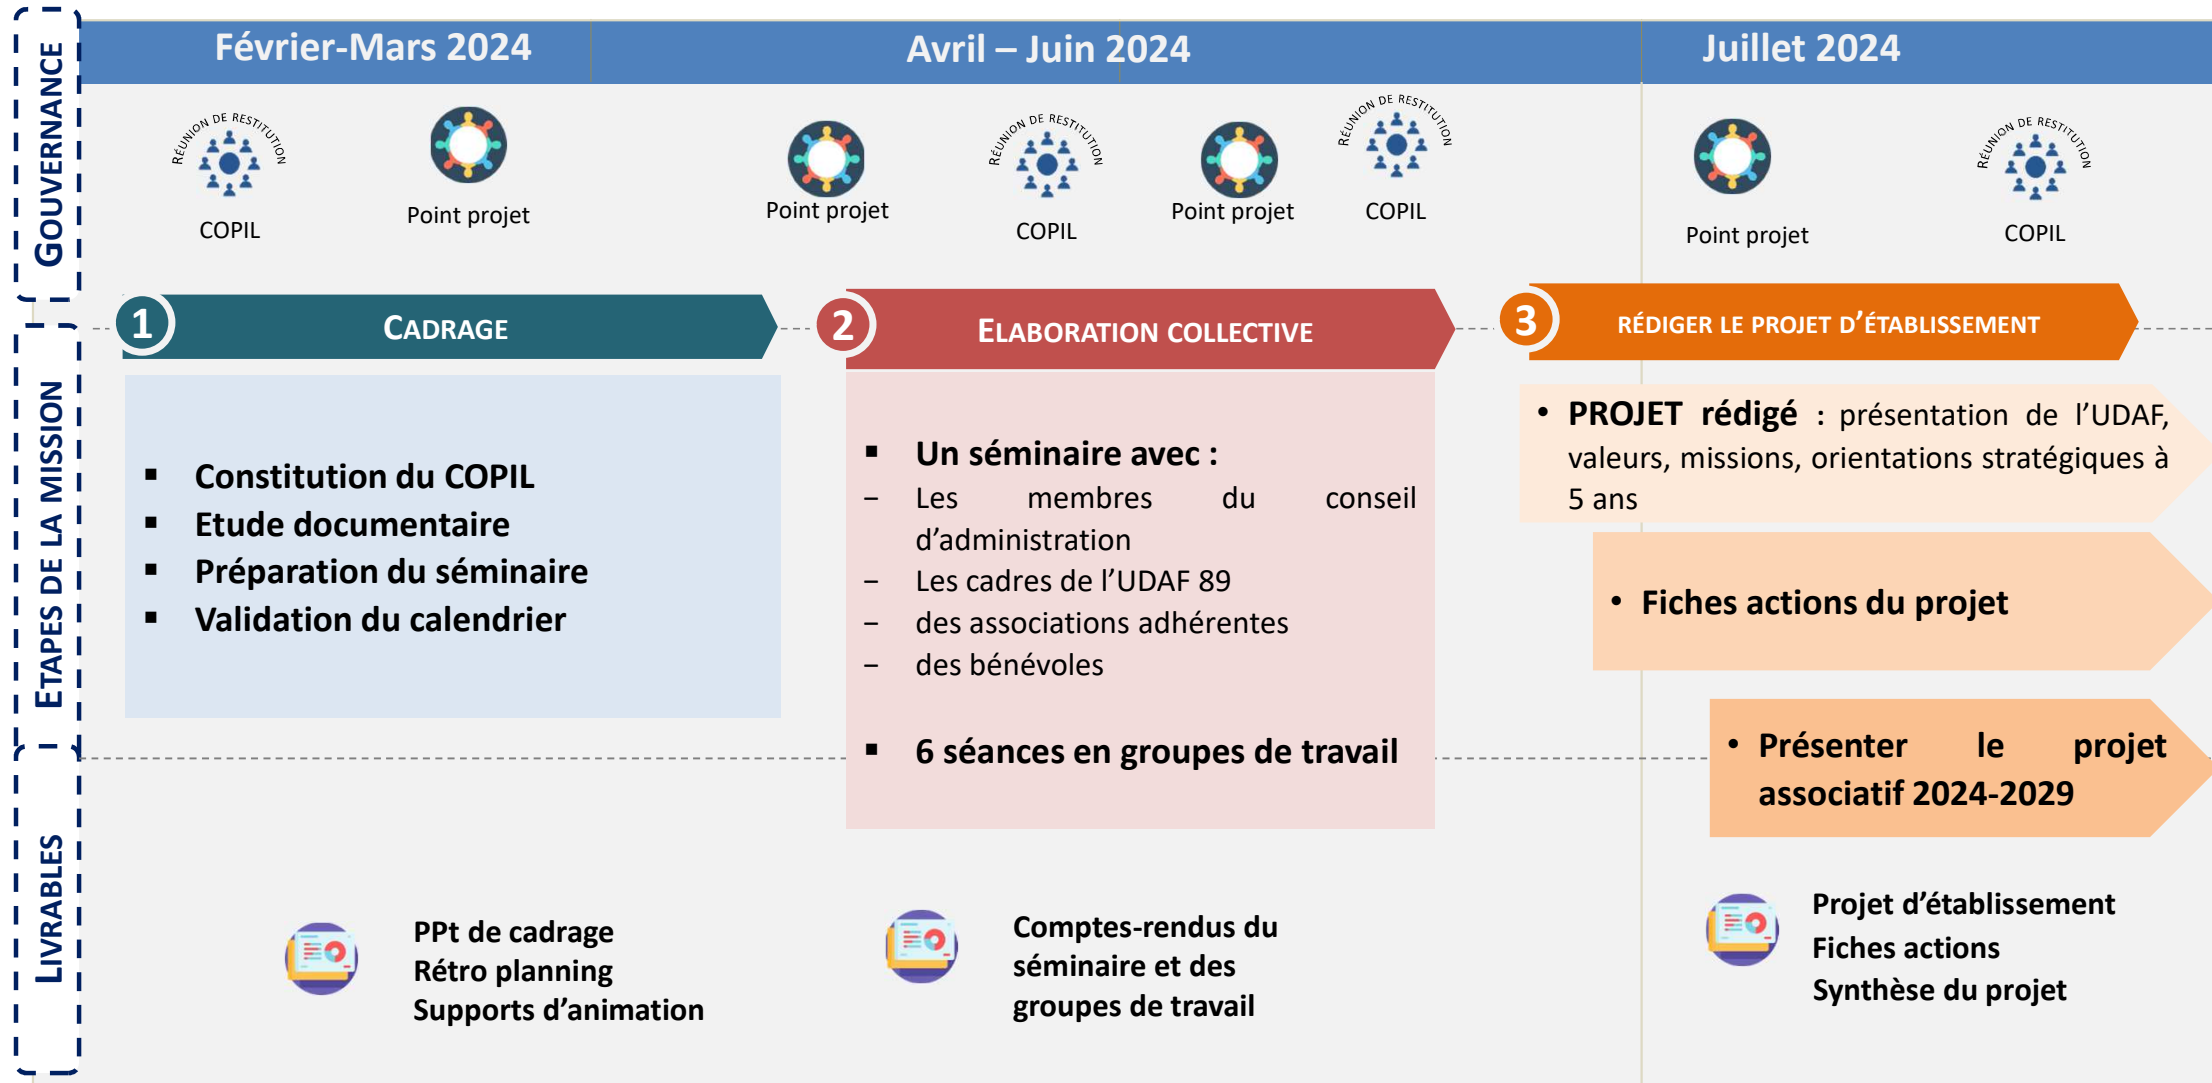 GOUVERNANCE
Février-Mars 2024
Avril – Juin 2024
Juillet 2024
RÉUNION DE RESTITUTION
COPIL
Point projet
Point projet
RÉUNION DE RESTITUTION
COPIL
Point projet
RÉUNION DE RESTITUTION
COPIL
Point projet
RÉUNION DE RESTITUTION
COPIL
ETAPES DE LA MISSION
1
CADRAGE
▪ Constitution du COPIL
▪ Etude documentaire
▪ Préparation du séminaire
▪ Validation du calendrier
2
ELABORATION COLLECTIVE
▪ Un séminaire avec :
– Les membres du conseil
d’administration
– Les cadres de l’UDAF 89
– des associations adhérentes
– des bénévoles
▪ 6 séances en groupes de travail
3
RÉDIGER LE PROJET D’ÉTABLISSEMENT
• PROJET rédigé : présentation de l’UDAF,
valeurs, missions, orientations stratégiques à
5 ans
• Fiches actions du projet
• Présenter le projet
associatif 2024-2029
LIVRABLES
PPt de cadrage
Rétro planning
Supports d’animation
Comptes-rendus du
séminaire et des
groupes de travail
Projet d’établissement
Fiches actions
Synthèse du projet